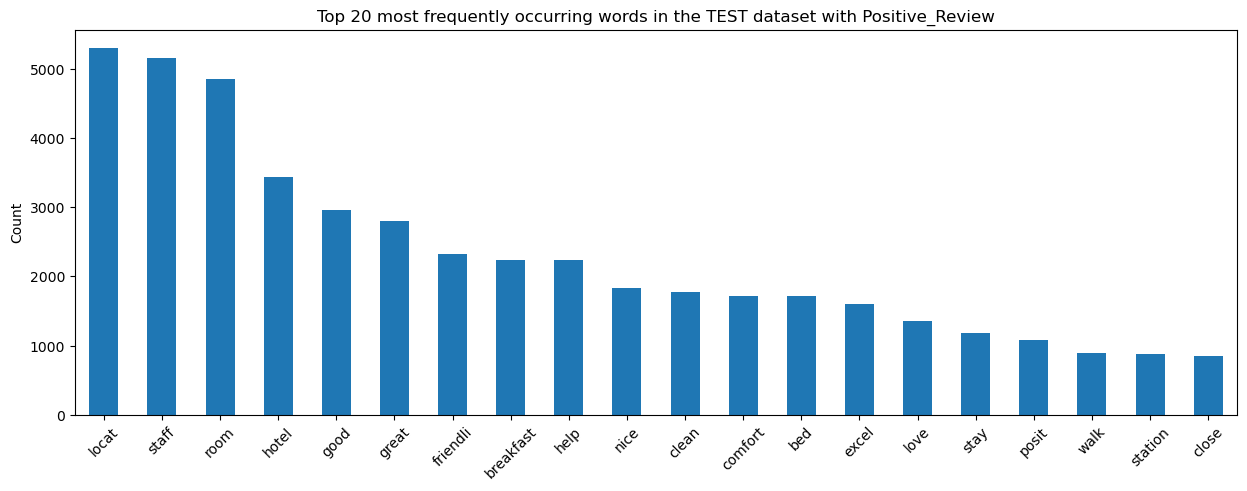 Top 20 most frequently occurring words in the TEST dataset with Positive_Review
Count
5000
4000
3000
2000
1000
0
locat
staff
room
hotel
good
great
friendli
breakfast
help
nice
clean
comfort
bed
excel
love
stay
posit
walk
station
close